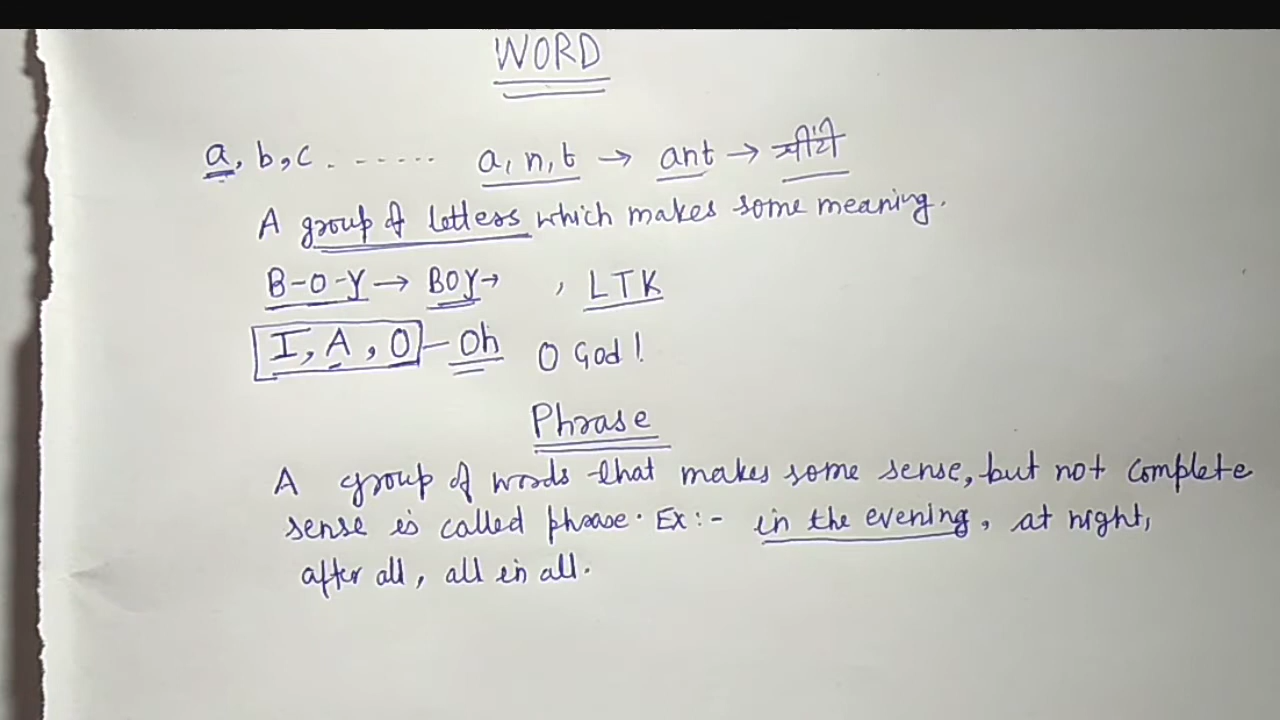 WORD
a, b, c. ...... a, n, t → ant → चींटी
A group of letters which makes some meaning.
B-O-Y → BOY → , LTK
I, A, O - Oh O God!
Phrase
A group of words that makes some sense, but not complete
sense is called phrase. Ex:- in the evening, at night,
after all, all in all.